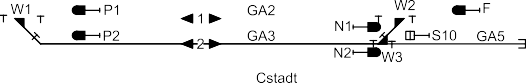 W1 P1 1 GA2 N1 W2 F
P2 2 GA3 N2 W3 S10 GA5
Cstadt